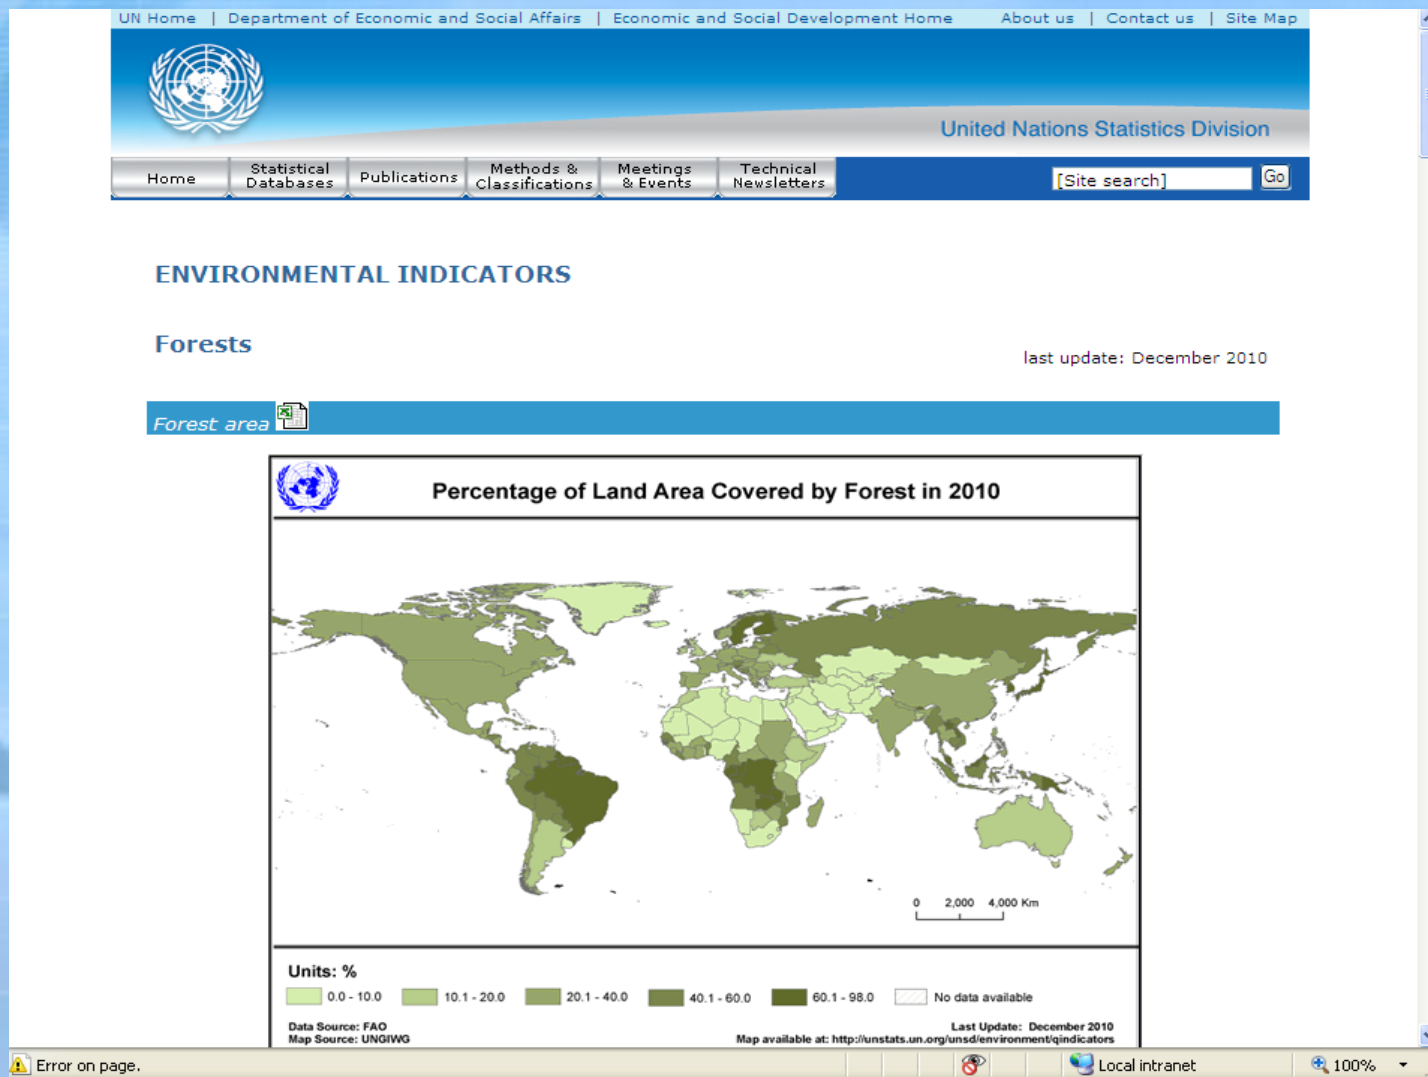 UN Home | Department of Economic and Social Affairs | Economic and Social Development Home About us | Contact us | Site Map
United Nations Statistics Division
Home Statistical Databases Publications Methods & Classifications Meetings & Events Technical Newsletters [Site search] Go
ENVIRONMENTAL INDICATORS
Forests
last update: December 2010
Forest area
Percentage of Land Area Covered by Forest in 2010
0 2,000 4,000 Km
Units: %
0.0 - 10.0 10.1 - 20.0 20.1 - 40.0 40.1 - 60.0 60.1 - 98.0 No data available
Data Source: FAO Last Update: December 2010
Map Source: UNGIWG Map available at: http://unstats.un.org/unsd/environment/qindicators
Error on page. Local intranet 100%